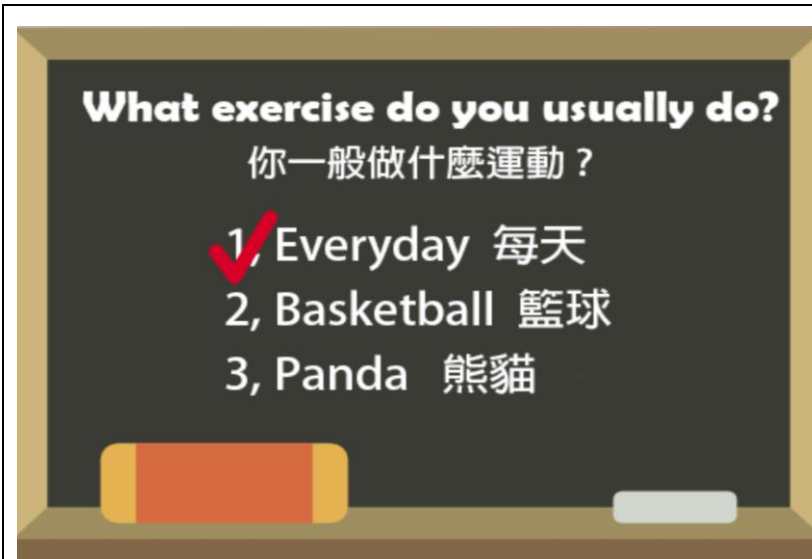 What exercise do you usually do?
你一般做什麼運動?
1, Everyday 每天
2, Basketball 籃球
3, Panda 熊貓